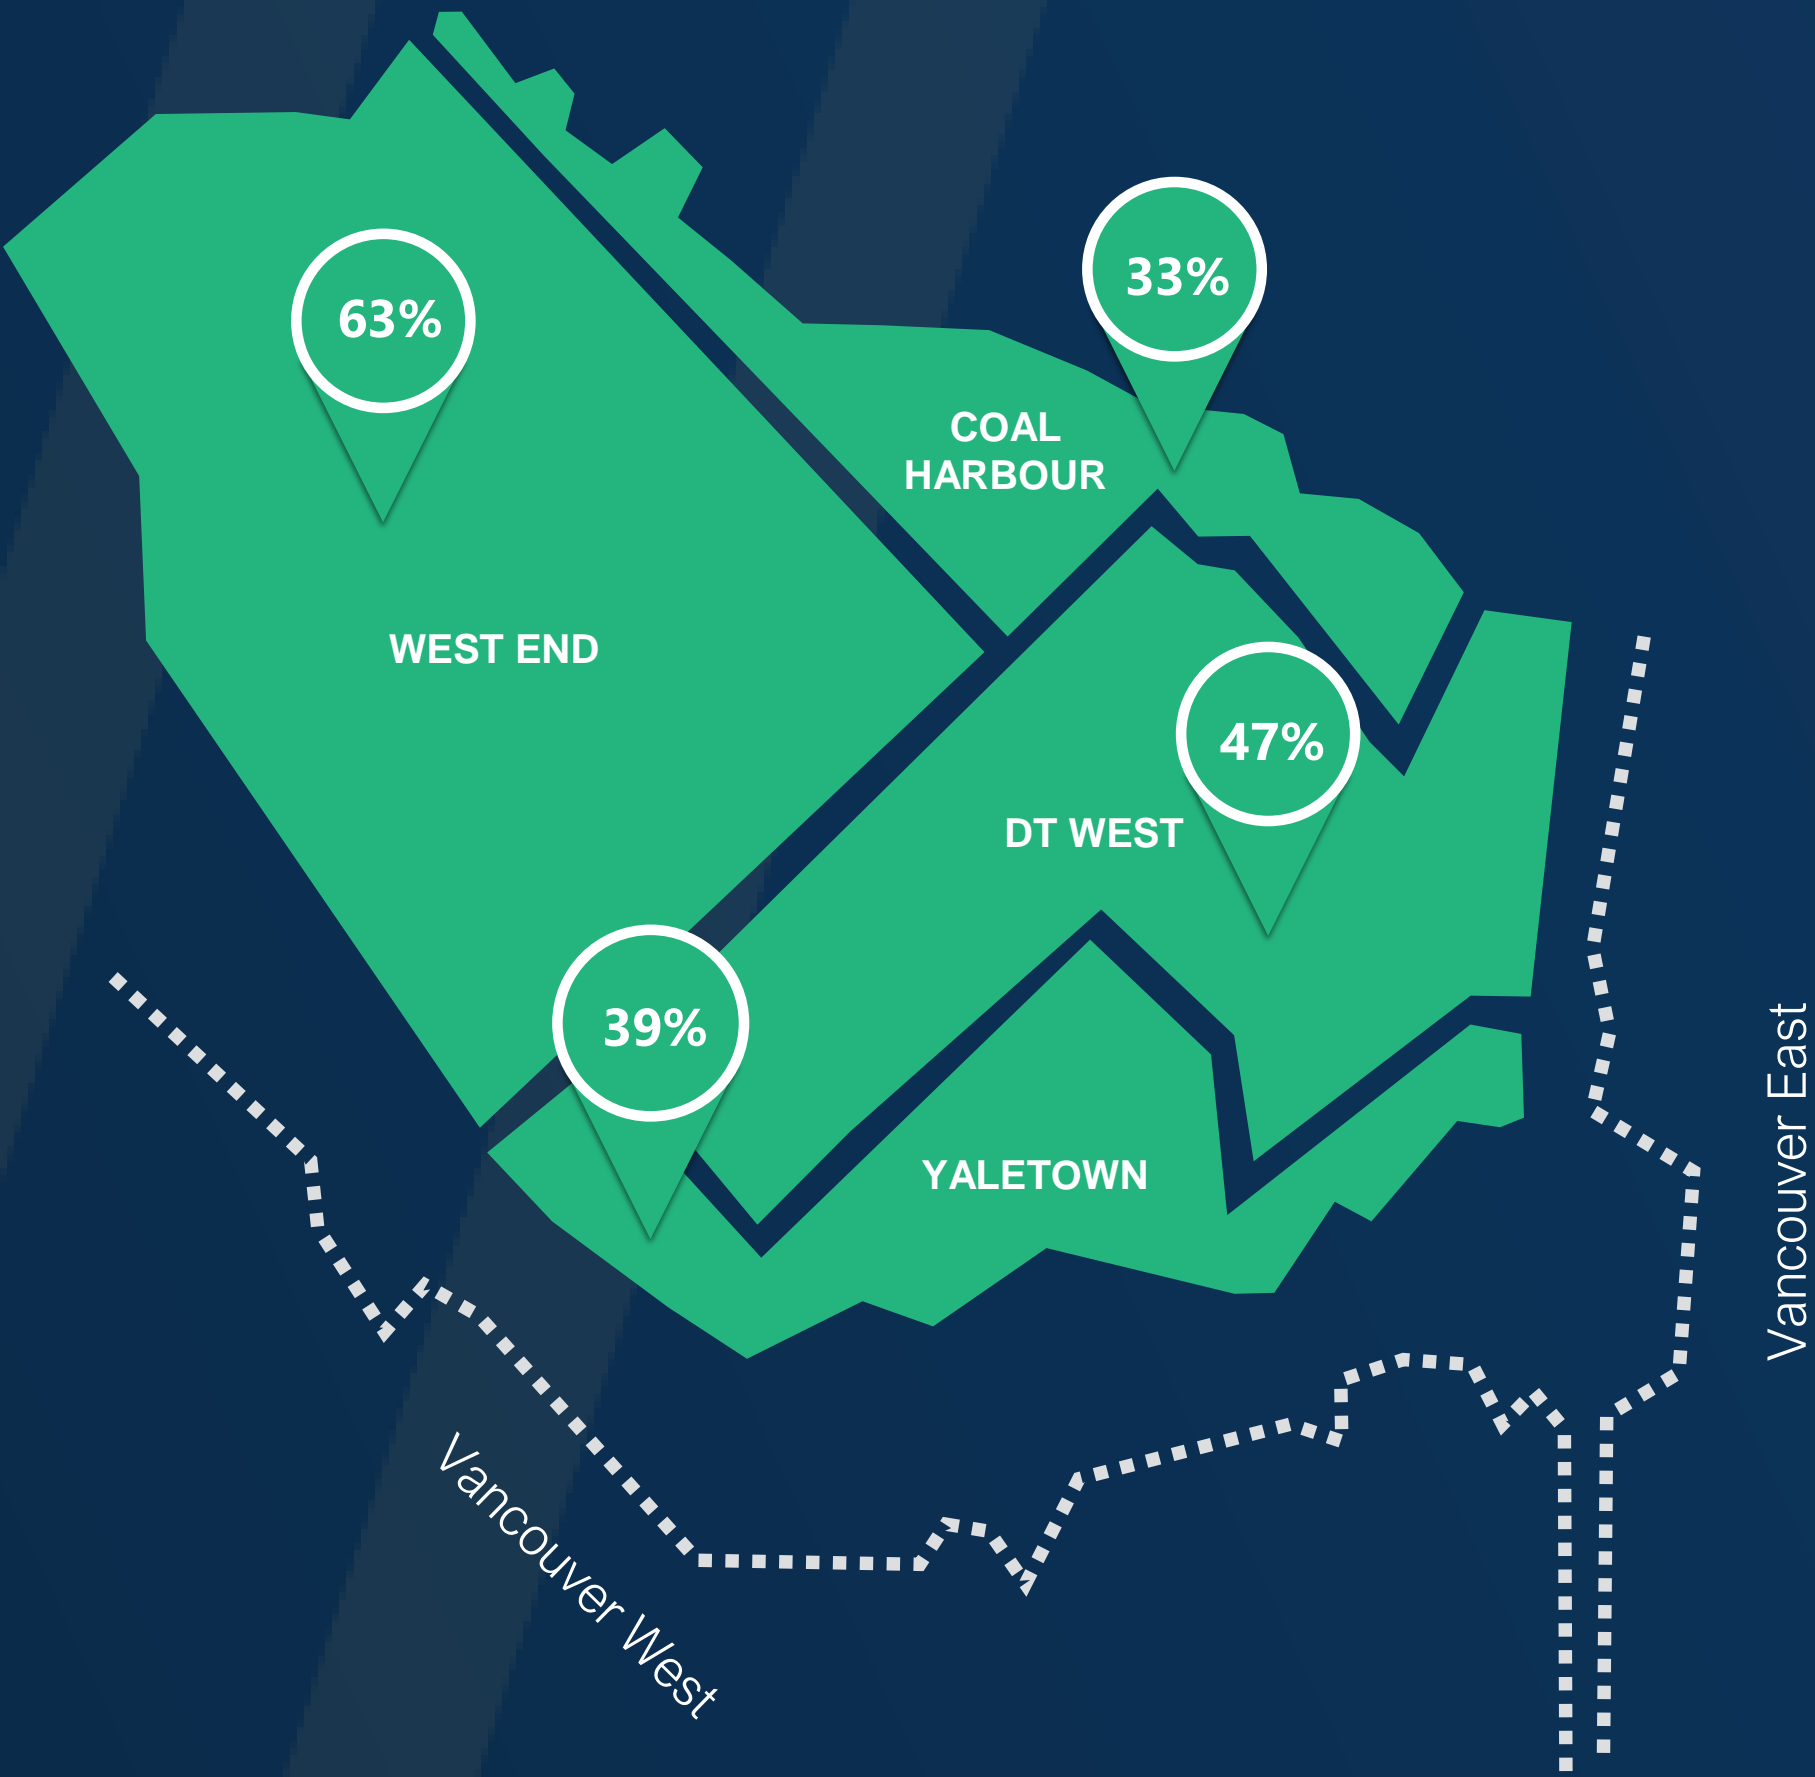 33%
63%
COAL
HARBOUR
WEST END
47%
DT WEST
39%
YALETOWN
Vancouver East
Vancouver West